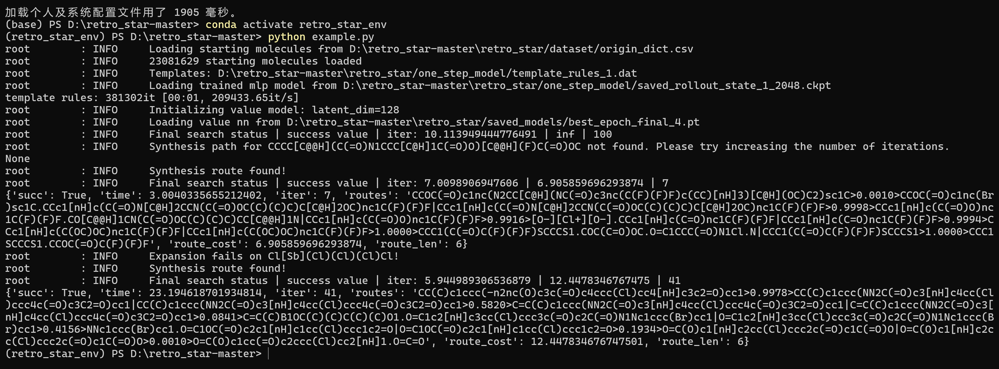 加载个人及系统配置文件用了 1905 毫秒。
(base) PS D:\retro_star-master> conda activate retro_star_env
(retro_star_env) PS D:\retro_star-master> python example.py
root        : INFO     Loading starting molecules from D:\retro_star-master\retro_star/dataset/origin_dict.csv
root        : INFO     23081629 starting molecules loaded
root        : INFO     Templates: D:\retro_star-master\retro_star/one_step_model/template_rules_1.dat
root        : INFO     Loading trained mlp model from D:\retro_star-master\retro_star/one_step_model/saved_rollout_state_1_2048.ckpt
template rules: 381302it [00:01, 209433.65it/s]
root        : INFO     Initializing value model: latent_dim=128
root        : INFO     Loading value nn from D:\retro_star-master\retro_star/saved_models/best_epoch_final_4.pt
root        : INFO     Final search status | success value | iter: 10.113949444776491 | inf | 100
root        : INFO     Synthesis path for CCCC[C@@H](C(=O)N1CCC[C@H]1C(=O)O)[C@@H](F)C(=O)OC not found. Please try increasing the number of iterations.
None
root        : INFO     Synthesis route found!
root        : INFO     Final search status | success value | iter: 7.0098906947606 | 6.905859696293874 | 7
{'succ': True, 'time': 3.0040335655212402, 'iter': 7, 'routes': 'CCOC(=O)c1nc(N2CC[C@H](NC(=O)c3nc(C(F)(F)F)c(CC)[nH]3)[C@H](OC)C2)sc1C>0.0010>CCOC(=O)c1nc(Br
)sc1C.CCc1[nH]c(C(=O)N[C@H]2CCN(C(=O)OC(C)(C)C)C[C@H]2OC)nc1C(F)(F)F|CCc1[nH]c(C(=O)N[C@H]2CCN(C(=O)OC(C)(C)C)C[C@H]2OC)nc1C(F)(F)F>0.9998>CCc1[nH]c(C(=O)O)nc
1C(F)(F)F.CO[C@@H]1CN(C(=O)OC(C)(C)C)CC[C@@H]1N|CCc1[nH]c(C(=O)O)nc1C(F)(F)F>0.9916>[O-][Cl+][O-].CCc1[nH]c(C=O)nc1C(F)(F)F|CCc1[nH]c(C=O)nc1C(F)(F)F>0.9994>C
Cc1[nH]c(C(OC)OC)nc1C(F)(F)F|CCc1[nH]c(C(OC)OC)nc1C(F)(F)F>1.0000>CCC1(C(=O)C(F)(F)F)SCCCS1.COC(C=O)OC.O=C1CCC(=O)N1Cl.N|CCC1(C(=O)C(F)(F)F)SCCCS1>1.0000>CCC1
SCCCS1.CCOC(=O)C(F)(F)F', 'route_cost': 6.905859696293874, 'route_len': 6}
root        : INFO     Expansion fails on Cl[Sb](Cl)(Cl)(Cl)Cl!
root        : INFO     Synthesis route found!
root        : INFO     Final search status | success value | iter: 5.944989306536879 | 12.4478346767475 | 41
{'succ': True, 'time': 23.194618701934814, 'iter': 41, 'routes': 'CC(C)c1ccc(-n2nc(O)c3c(=O)c4ccc(Cl)cc4[nH]c3c2=O)cc1>0.9978>CC(C)c1ccc(NN2C(=O)c3[nH]c4cc(Cl
)ccc4c(=O)c3C2=O)cc1|CC(C)c1ccc(NN2C(=O)c3[nH]c4cc(Cl)ccc4c(=O)c3C2=O)cc1>0.5820>C=C(C)c1ccc(NN2C(=O)c3[nH]c4cc(Cl)ccc4c(=O)c3C2=O)cc1|C=C(C)c1ccc(NN2C(=O)c3[
nH]c4cc(Cl)ccc4c(=O)c3C2=O)cc1>0.0841>C=C(C)B1OC(C)(C)C(C)(C)O1.O=C1c2[nH]c3cc(Cl)ccc3c(=O)c2C(=O)N1Nc1ccc(Br)cc1|O=C1c2[nH]c3cc(Cl)ccc3c(=O)c2C(=O)N1Nc1ccc(B
r)cc1>0.4156>NNc1ccc(Br)cc1.O=C1OC(=O)c2c1[nH]c1cc(Cl)ccc1c2=O|O=C1OC(=O)c2c1[nH]c1cc(Cl)ccc1c2=O>0.1934>O=C(O)c1[nH]c2cc(Cl)ccc2c(=O)c1C(=O)O|O=C(O)c1[nH]c2c
c(Cl)ccc2c(=O)c1C(=O)O>0.0010>O=C(O)c1cc(=O)c2ccc(Cl)cc2[nH]1.O=C=O', 'route_cost': 12.447834676747501, 'route_len': 6}
(retro_star_env) PS D:\retro_star-master>